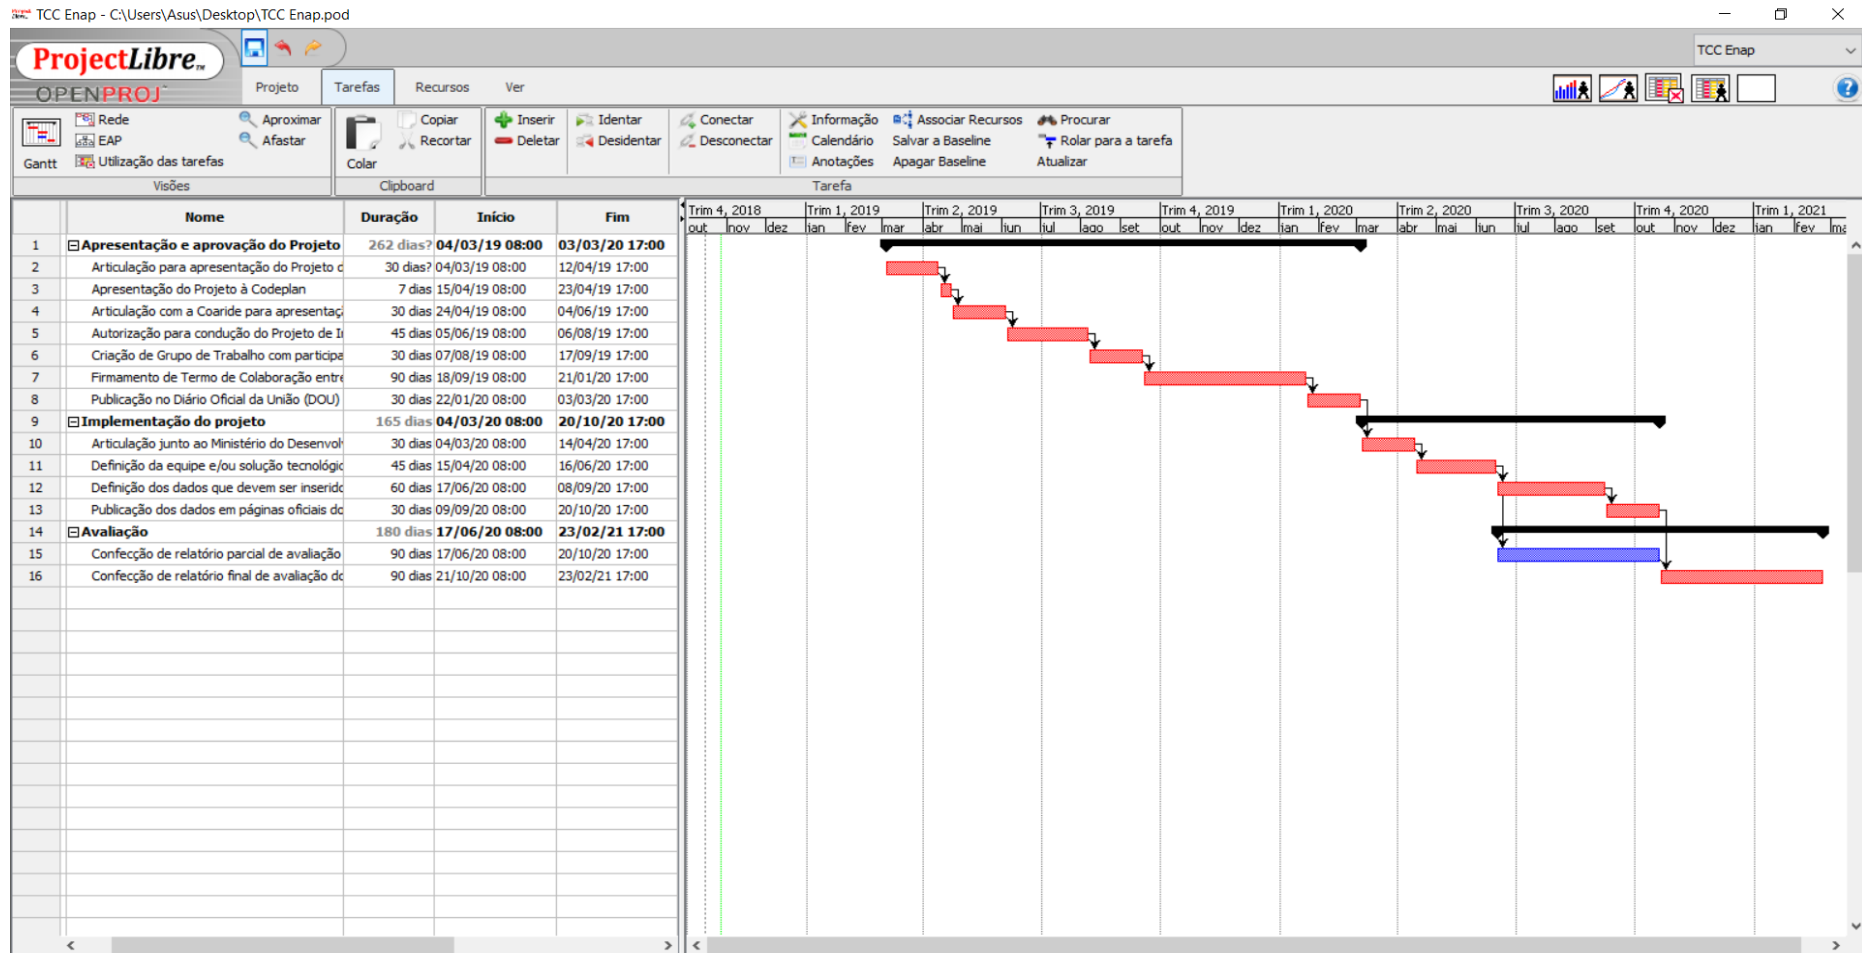 TCC Enap - C:\Users\Asus\Desktop\TCC Enap.pod
ProjectLibre™
OPENPROJ
TCC Enap
Projeto Tarefas Recursos Ver
Gantt
Rede
EAP
Utilização das tarefas
Aproximar
Afastar
Visões
Colar
Copiar
Recortar
Clipboard
Inserir
Deletar
Identar
Desidentar
Conectar
Desconectar
Informação
Calendário
Anotações
Associar Recursos
Salvar a Baseline
Apagar Baseline
Procurar
Rolar para a tarefa
Atualizar
Tarefa
Nome Duração Início Fim
1 Apresentação e aprovação do Projeto 262 dias? 04/03/19 08:00 03/03/20 17:00
2 Articulação para apresentação do Projeto d 30 dias? 04/03/19 08:00 12/04/19 17:00
3 Apresentação do Projeto à Codeplan 7 dias 15/04/19 08:00 23/04/19 17:00
4 Articulação com a Coaride para apresentaç 30 dias 24/04/19 08:00 04/06/19 17:00
5 Autorização para condução do Projeto de I 45 dias 05/06/19 08:00 06/08/19 17:00
6 Criação de Grupo de Trabalho com participa 30 dias 07/08/19 08:00 17/09/19 17:00
7 Firmamento de Termo de Colaboração entre 90 dias 18/09/19 08:00 21/01/20 17:00
8 Publicação no Diário Oficial da União (DOU) 30 dias 22/01/20 08:00 03/03/20 17:00
9 Implementação do projeto 165 dias 04/03/20 08:00 20/10/20 17:00
10 Articulação junto ao Ministério do Desenvol 30 dias 04/03/20 08:00 14/04/20 17:00
11 Definição da equipe e/ou solução tecnológic 45 dias 15/04/20 08:00 16/06/20 17:00
12 Definição dos dados que devem ser inserido 60 dias 17/06/20 08:00 08/09/20 17:00
13 Publicação dos dados em páginas oficiais do 30 dias 09/09/20 08:00 20/10/20 17:00
14 Avaliação 180 dias 17/06/20 08:00 23/02/21 17:00
15 Confecção de relatório parcial de avaliação 90 dias 17/06/20 08:00 20/10/20 17:00
16 Confecção de relatório final de avaliação do 90 dias 21/10/20 08:00 23/02/21 17:00
Trim 4, 2018 Trim 1, 2019 Trim 2, 2019 Trim 3, 2019 Trim 4, 2019 Trim 1, 2020 Trim 2, 2020 Trim 3, 2020 Trim 4, 2020 Trim 1, 2021
out nov dez jan fev mar abr mai jun jul ago set out nov dez jan fev mar abr mai jun jul ago set out nov dez jan fev ma